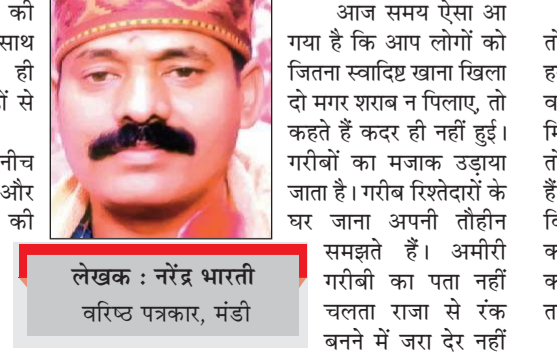 की
साथ
ही
से
नीच
और
की
लेखक : नरेंद्र भारती
वरिष्ठ पत्रकार, मंडी
आज समय ऐसा आ
गया है कि आप लोगों को
जितना स्वादिष्ट खाना खिला
दो मगर शराब न पिलाए, तो
कहते हैं कदर ही नहीं हुई।
गरीबों का मजाक उड़ाया
जाता है। गरीब रिश्तेदारों के
घर जाना अपनी तौहीन
समझते हैं। अमीरी
गरीबी का पता नहीं
चलता राजा से रंक
बनने में जरा देर नहीं